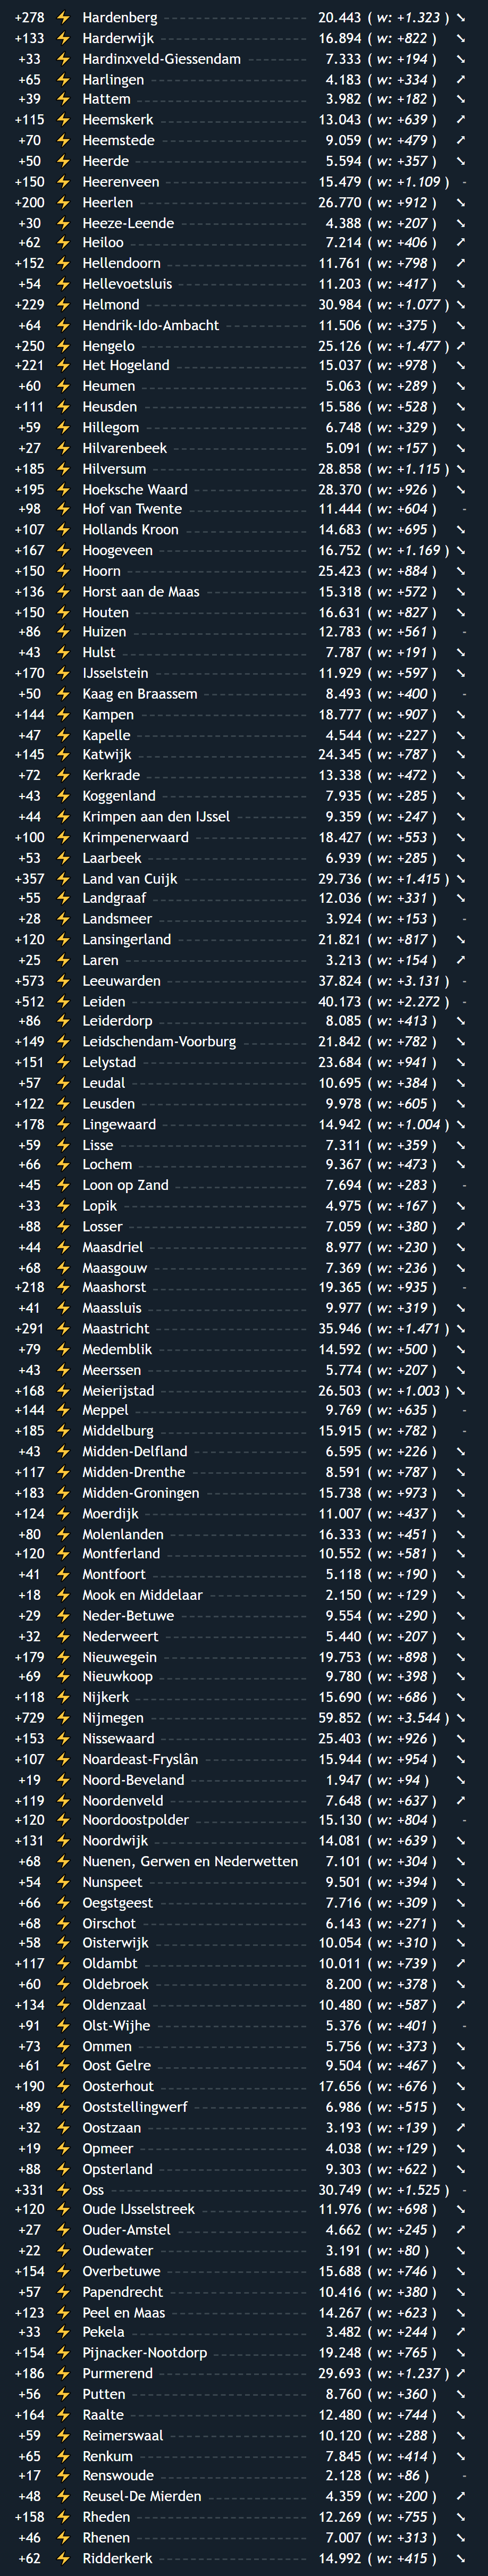 +278 ⚡ Hardenberg 20.443 ( w: +1.323 ) ➘
+133 ⚡ Harderwijk 16.894 ( w: +822 ) ➘
+33 ⚡ Hardinxveld-Giessendam 7.333 ( w: +194 ) ➘
+65 ⚡ Harlingen 4.183 ( w: +334 ) ➚
+39 ⚡ Hattem 3.982 ( w: +182 ) ➘
+115 ⚡ Heemskerk 13.043 ( w: +639 ) ➚
+70 ⚡ Heemstede 9.059 ( w: +479 ) ➚
+50 ⚡ Heerde 5.594 ( w: +357 ) ➘
+150 ⚡ Heerenveen 15.479 ( w: +1.109 ) -
+200 ⚡ Heerlen 26.770 ( w: +912 ) ➘
+30 ⚡ Heeze-Leende 4.388 ( w: +207 ) ➘
+62 ⚡ Heiloo 7.214 ( w: +406 ) ➚
+152 ⚡ Hellendoorn 11.761 ( w: +798 ) ➚
+54 ⚡ Hellevoetsluis 11.203 ( w: +417 ) ➘
+229 ⚡ Helmond 30.984 ( w: +1.077 ) ➘
+64 ⚡ Hendrik-Ido-Ambacht 11.506 ( w: +375 ) ➘
+250 ⚡ Hengelo 25.126 ( w: +1.477 ) ➚
+221 ⚡ Het Hogeland 15.037 ( w: +978 ) ➘
+60 ⚡ Heumen 5.063 ( w: +289 ) ➘
+111 ⚡ Heusden 15.586 ( w: +528 ) ➘
+59 ⚡ Hillegom 6.748 ( w: +329 ) ➘
+27 ⚡ Hilvarenbeek 5.091 ( w: +157 ) ➘
+185 ⚡ Hilversum 28.858 ( w: +1.115 ) ➘
+195 ⚡ Hoeksche Waard 28.370 ( w: +926 ) ➘
+98 ⚡ Hof van Twente 11.444 ( w: +604 ) -
+107 ⚡ Hollands Kroon 14.683 ( w: +695 ) ➘
+167 ⚡ Hoogeveen 16.752 ( w: +1.169 ) ➘
+150 ⚡ Hoorn 25.423 ( w: +884 ) ➘
+136 ⚡ Horst aan de Maas 15.318 ( w: +572 ) ➘
+150 ⚡ Houten 16.631 ( w: +827 ) ➘
+86 ⚡ Huizen 12.783 ( w: +561 ) -
+43 ⚡ Hulst 7.787 ( w: +191 ) ➘
+170 ⚡ IJsselstein 11.929 ( w: +597 ) ➘
+50 ⚡ Kaag en Braassem 8.493 ( w: +400 ) -
+144 ⚡ Kampen 18.777 ( w: +907 ) ➘
+47 ⚡ Kapelle 4.544 ( w: +227 ) ➘
+145 ⚡ Katwijk 24.345 ( w: +787 ) ➘
+72 ⚡ Kerkrade 13.338 ( w: +472 ) ➘
+43 ⚡ Koggenland 7.935 ( w: +285 ) ➘
+44 ⚡ Krimpen aan den IJssel 9.359 ( w: +247 ) ➘
+100 ⚡ Krimpenerwaard 18.427 ( w: +553 ) ➘
+53 ⚡ Laarbeek 6.939 ( w: +285 ) ➘
+357 ⚡ Land van Cuijk 29.736 ( w: +1.415 ) ➘
+55 ⚡ Landgraaf 12.036 ( w: +331 ) ➘
+28 ⚡ Landsmeer 3.924 ( w: +153 ) -
+120 ⚡ Lansingerland 21.821 ( w: +817 ) ➘
+25 ⚡ Laren 3.213 ( w: +154 ) ➚
+573 ⚡ Leeuwarden 37.824 ( w: +3.131 ) -
+512 ⚡ Leiden 40.173 ( w: +2.272 ) -
+86 ⚡ Leiderdorp 8.085 ( w: +413 ) ➘
+149 ⚡ Leidschendam-Voorburg 21.842 ( w: +782 ) ➘
+151 ⚡ Lelystad 23.684 ( w: +941 ) ➘
+57 ⚡ Leudal 10.695 ( w: +384 ) ➘
+122 ⚡ Leusden 9.978 ( w: +605 ) ➘
+178 ⚡ Lingewaard 14.942 ( w: +1.004 ) ➘
+59 ⚡ Lisse 7.311 ( w: +359 ) ➘
+66 ⚡ Lochem 9.367 ( w: +473 ) ➘
+45 ⚡ Loon op Zand 7.694 ( w: +283 ) -
+33 ⚡ Lopik 4.975 ( w: +167 ) ➘
+88 ⚡ Losser 7.059 ( w: +380 ) ➚
+44 ⚡ Maasdriel 8.977 ( w: +230 ) ➘
+68 ⚡ Maasgouw 7.369 ( w: +236 ) ➘
+218 ⚡ Maashorst 19.365 ( w: +935 ) -
+41 ⚡ Maassluis 9.977 ( w: +319 ) ➘
+291 ⚡ Maastricht 35.946 ( w: +1.471 ) ➘
+79 ⚡ Medemblik 14.592 ( w: +500 ) ➘
+43 ⚡ Meerssen 5.774 ( w: +207 ) ➘
+168 ⚡ Meierijstad 26.503 ( w: +1.003 ) ➘
+144 ⚡ Meppel 9.769 ( w: +635 ) -
+185 ⚡ Middelburg 15.915 ( w: +782 ) -
+43 ⚡ Midden-Delfland 6.595 ( w: +226 ) ➘
+117 ⚡ Midden-Drenthe 8.591 ( w: +787 ) ➘
+183 ⚡ Midden-Groningen 15.738 ( w: +973 ) ➘
+124 ⚡ Moerdijk 11.007 ( w: +437 ) ➘
+80 ⚡ Molenlanden 16.333 ( w: +451 ) ➘
+120 ⚡ Montferland 10.552 ( w: +581 ) ➘
+41 ⚡ Montfoort 5.118 ( w: +190 ) ➘
+18 ⚡ Mook en Middelaar 2.150 ( w: +129 ) ➘
+29 ⚡ Neder-Betuwe 9.554 ( w: +290 ) ➘
+32 ⚡ Nederweert 5.440 ( w: +207 ) ➘
+179 ⚡ Nieuwegein 19.753 ( w: +898 ) ➘
+69 ⚡ Nieuwkoop 9.780 ( w: +398 ) ➘
+118 ⚡ Nijkerk 15.690 ( w: +686 ) ➘
+729 ⚡ Nijmegen 59.852 ( w: +3.544 ) ➘
+153 ⚡ Nissewaard 25.403 ( w: +926 ) ➘
+107 ⚡ Noardeast-Fryslân 15.944 ( w: +954 ) ➘
+19 ⚡ Noord-Beveland 1.947 ( w: +94 ) ➘
+119 ⚡ Noordenveld 7.648 ( w: +637 ) ➚
+120 ⚡ Noordoostpolder 15.130 ( w: +804 ) -
+131 ⚡ Noordwijk 14.081 ( w: +639 ) ➘
+68 ⚡ Nuenen, Gerwen en Nederwetten 7.101 ( w: +304 ) ➘
+54 ⚡ Nunspeet 9.501 ( w: +394 ) ➘
+66 ⚡ Oegstgeest 7.716 ( w: +309 ) ➘
+68 ⚡ Oirschot 6.143 ( w: +271 ) ➘
+58 ⚡ Oisterwijk 10.054 ( w: +310 ) ➘
+117 ⚡ Oldambt 10.011 ( w: +739 ) ➚
+60 ⚡ Oldebroek 8.200 ( w: +378 ) ➘
+134 ⚡ Oldenzaal 10.480 ( w: +587 ) ➚
+91 ⚡ Olst-Wijhe 5.376 ( w: +401 ) -
+73 ⚡ Ommen 5.756 ( w: +373 ) ➘
+61 ⚡ Oost Gelre 9.504 ( w: +467 ) ➘
+190 ⚡ Oosterhout 17.656 ( w: +676 ) ➘
+89 ⚡ Ooststellingwerf 6.986 ( w: +515 ) ➘
+32 ⚡ Oostzaan 3.193 ( w: +139 ) ➚
+19 ⚡ Opmeer 4.038 ( w: +129 ) ➘
+88 ⚡ Opsterland 9.303 ( w: +622 ) ➘
+331 ⚡ Oss 30.749 ( w: +1.525 ) -
+120 ⚡ Oude IJsselstreek 11.976 ( w: +698 ) ➘
+27 ⚡ Ouder-Amstel 4.662 ( w: +245 ) ➚
+22 ⚡ Oudewater 3.191 ( w: +80 ) ➘
+154 ⚡ Overbetuwe 15.688 ( w: +746 ) ➘
+57 ⚡ Papendrecht 10.416 ( w: +380 ) ➘
+123 ⚡ Peel en Maas 14.267 ( w: +623 ) ➘
+33 ⚡ Pekela 3.482 ( w: +244 ) ➚
+154 ⚡ Pijnacker-Nootdorp 19.248 ( w: +765 ) ➘
+186 ⚡ Purmerend 29.693 ( w: +1.237 ) ➚
+56 ⚡ Putten 8.760 ( w: +360 ) ➘
+164 ⚡ Raalte 12.480 ( w: +744 ) ➘
+59 ⚡ Reimerswaal 10.120 ( w: +288 ) ➘
+65 ⚡ Renkum 7.845 ( w: +414 ) ➘
+17 ⚡ Renswoude 2.128 ( w: +86 ) -
+48 ⚡ Reusel-De Mierden 4.359 ( w: +200 ) ➚
+158 ⚡ Rheden 12.269 ( w: +755 ) ➘
+46 ⚡ Rhenen 7.007 ( w: +313 ) ➘
+62 ⚡ Ridderkerk 14.992 ( w: +415 ) ➘